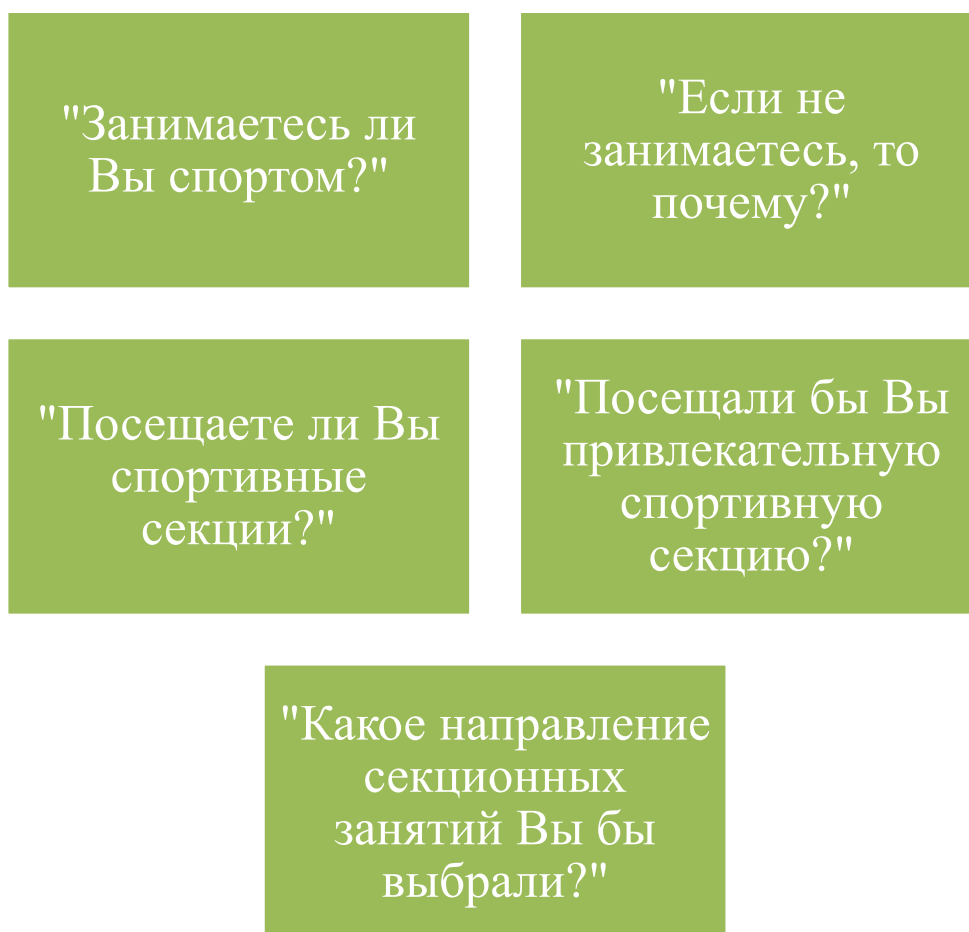 "Занимаетесь ли
Вы спортом?"
"Если не
занимаетесь, то
почему?"
"Посещаете ли Вы
спортивные
секции?"
"Посещали бы Вы
привлекательную
спортивную
секцию?"
"Какое направление
секционных
занятий Вы бы
выбрали?"